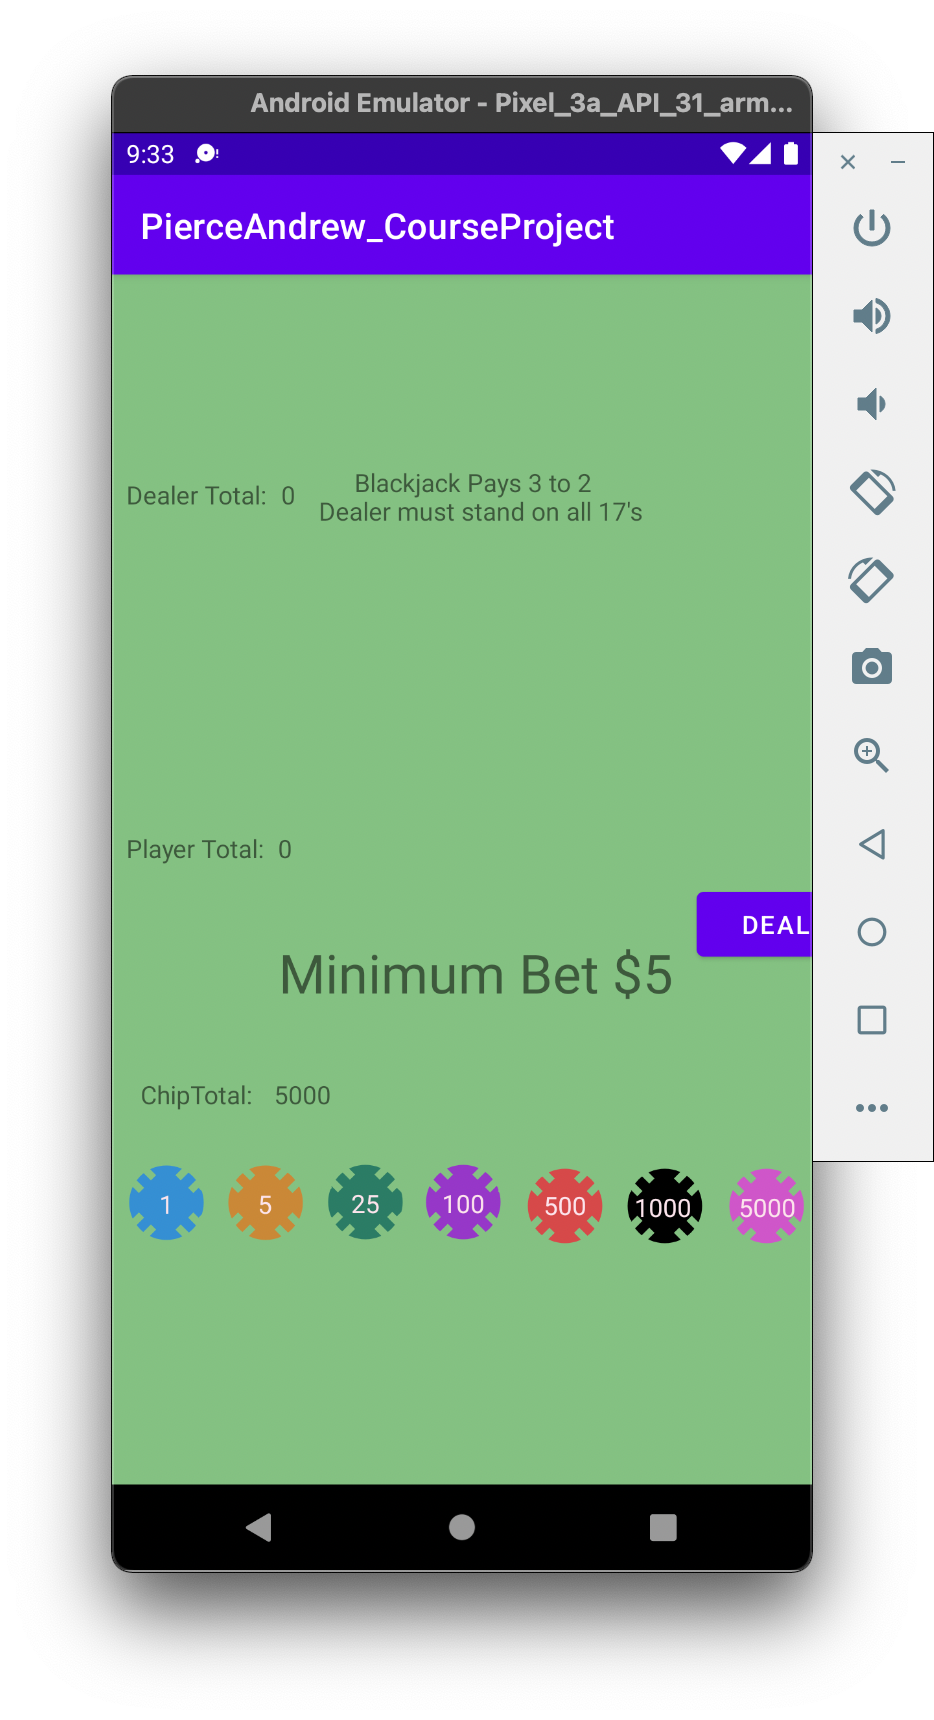 Android Emulator - Pixel_3a_API_31_arm...
9:33
PierceAndrew_CourseProject
Blackjack Pays 3 to 2
Dealer Total: 0
Dealer must stand on all 17's
Player Total: 0
DEAL
Minimum Bet $5
ChipTotal: 5000
1 5 25 100 500 1000 5000